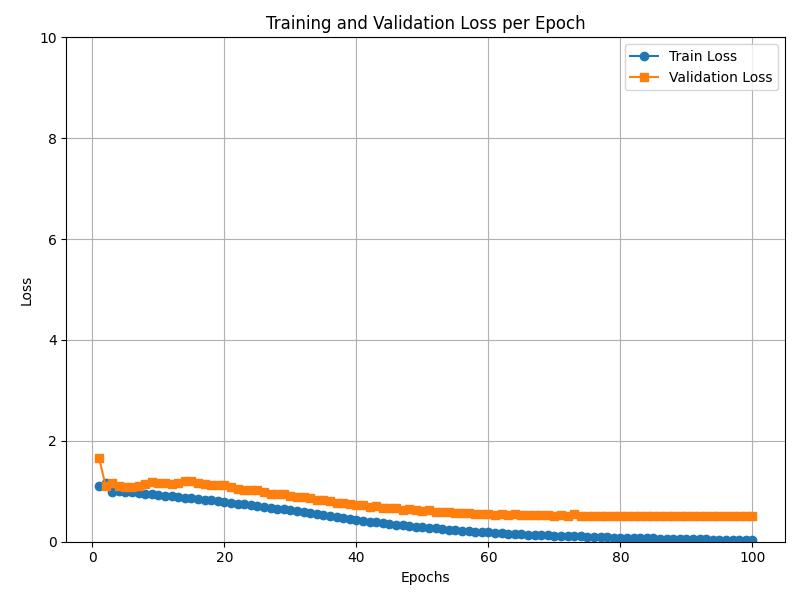 Training and Validation Loss per Epoch
10
8
6
4
2
0
Loss
Train Loss
Validation Loss
0 20 40 60 80 100
Epochs